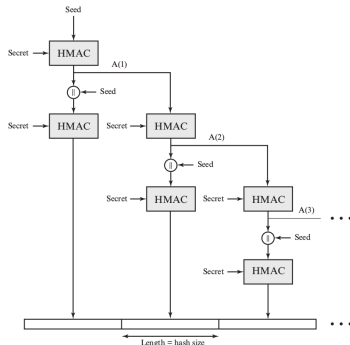 Seed
Secret HMAC
A(1)
|| Seed
Secret HMAC Secret HMAC
A(2)
|| Seed
Secret HMAC Secret HMAC
A(3)
|| Seed
Secret HMAC
Length = hash size